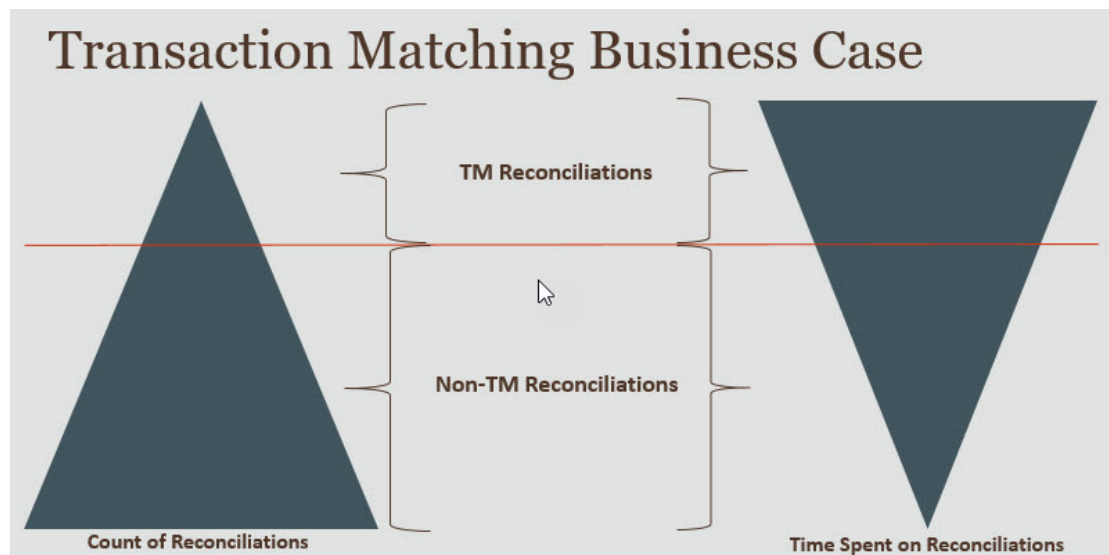 Transaction Matching Business Case
TM Reconciliations
Non-TM Reconciliations
Count of Reconciliations
Time Spent on Reconciliations